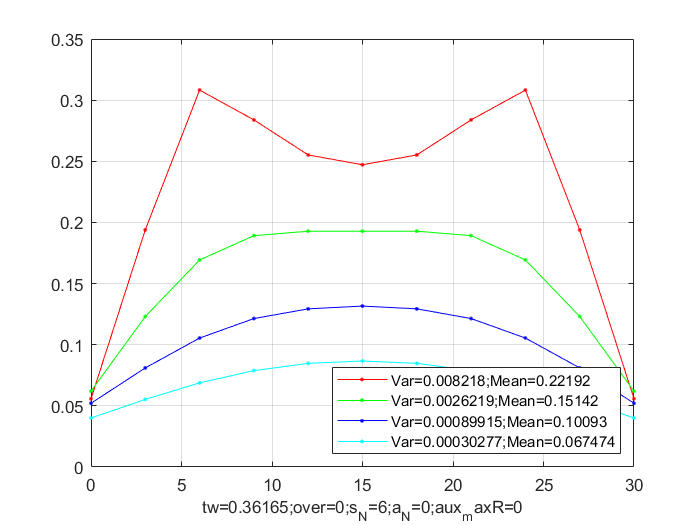 0.35
0.3
0.25
0.2
0.15
0.1
0.05
0
0 5 10 15 20 25 30
Var=0.008218;Mean=0.22192
Var=0.0026219;Mean=0.15142
Var=0.00089915;Mean=0.10093
Var=0.00030277;Mean=0.067474
tw=0.36165;over=0;s_N=6;a_N=0;aux_maxR=0